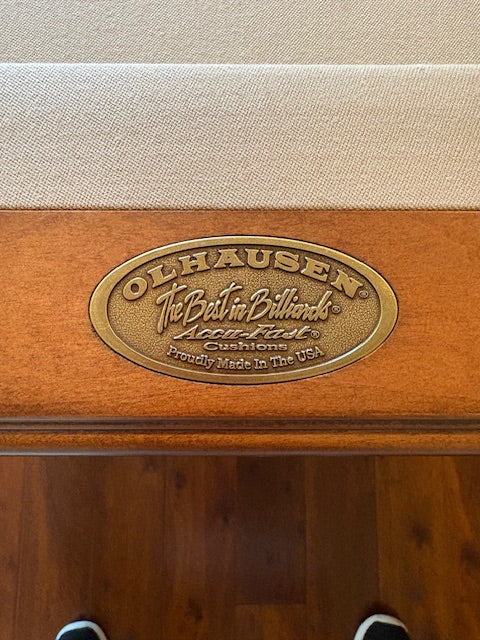 OLHAUSEN®
The Best in Billiards®
Accu-Fast®
Cushions
Proudly Made In The USA